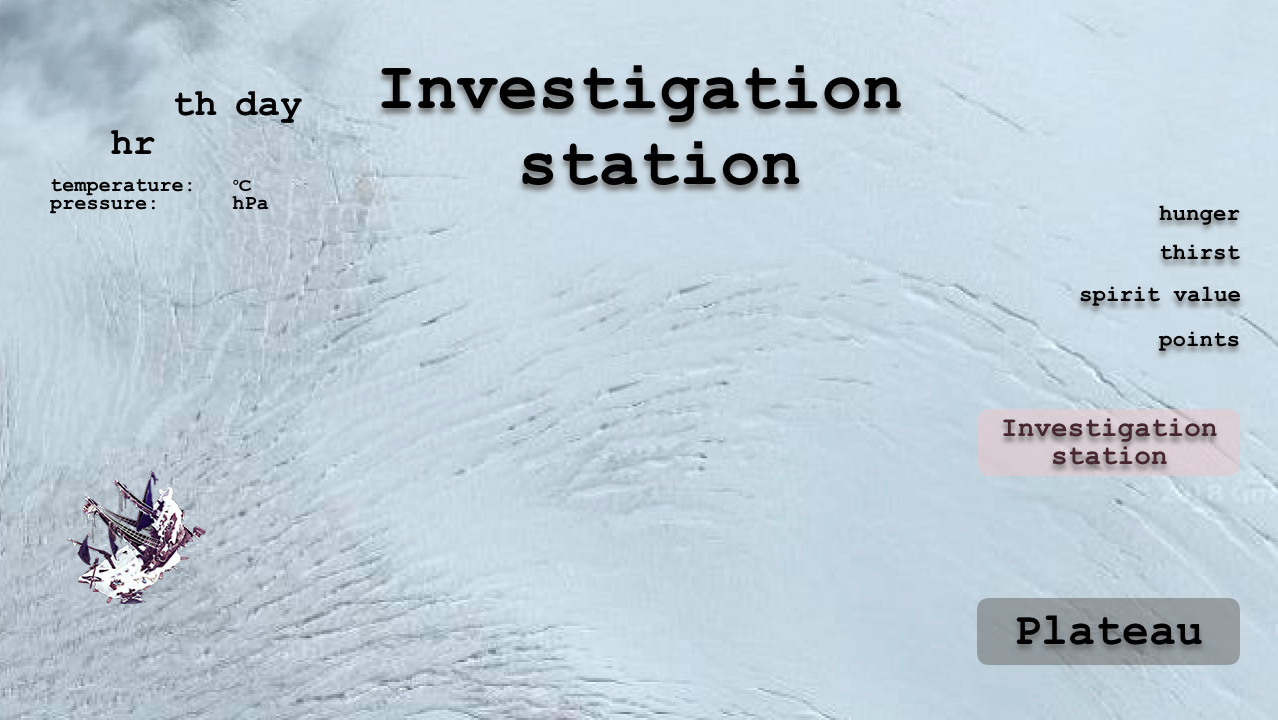 Investigation
station
th day
hr
temperature: °C
pressure: hPa
hunger
thirst
spirit value
points
Investigation
station
Plateau